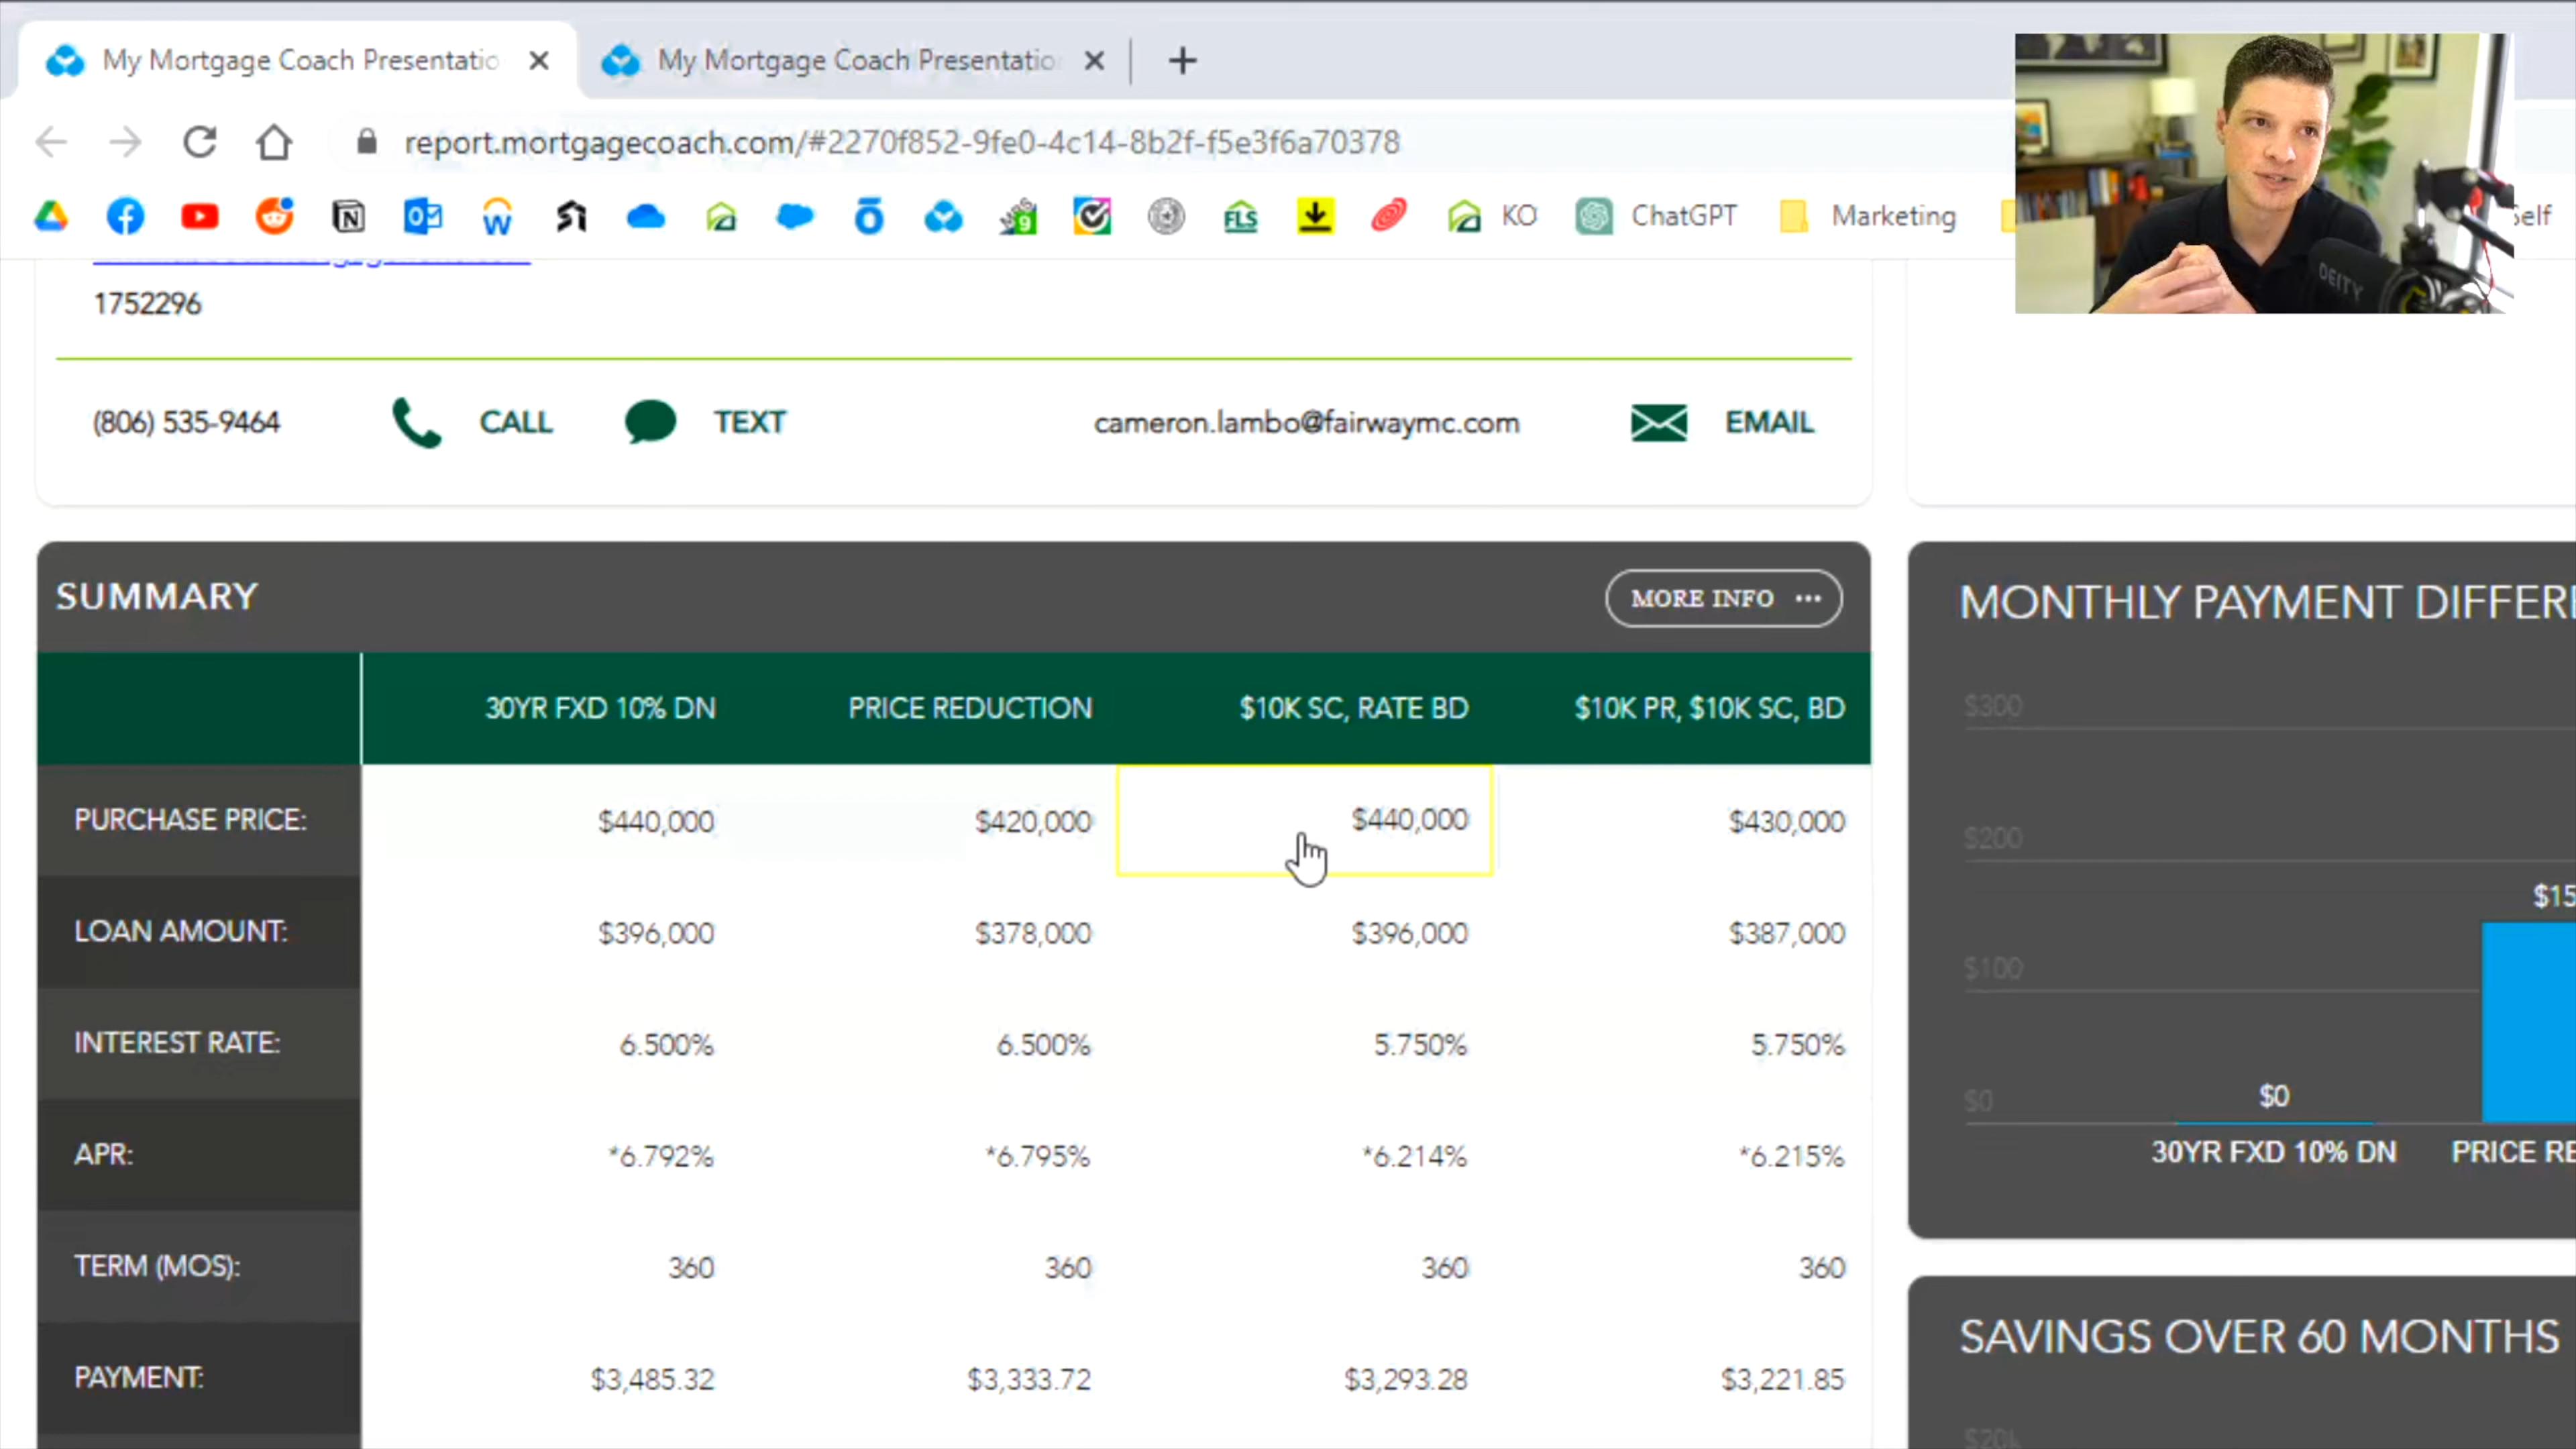 My Mortgage Coach Presentatio
My Mortgage Coach Presentatio
report.mortgagecoach.com/#2270f852-9fe0-4c14-8b2f-f5e3f6a70378
KO
ChatGPT
Marketing
Self
DEITY
1752296
(806) 535-9464 CALL TEXT cameron.lambo@fairwaymc.com EMAIL
SUMMARY
MORE INFO
30YR FXD 10% DN PRICE REDUCTION $10K SC, RATE BD $10K PR, $10K SC, BD
PURCHASE PRICE: $440,000 $420,000 $440,000 $430,000
LOAN AMOUNT: $396,000 $378,000 $396,000 $387,000
INTEREST RATE: 6.500% 6.500% 5.750% 5.750%
APR: *6.792% *6.795% *6.214% *6.215%
TERM (MOS): 360 360 360 360
PAYMENT: $3,485.32 $3,333.72 $3,293.28 $3,221.85
MONTHLY PAYMENT DIFFERE
$300
$200
$15
$100
$0
$0
30YR FXD 10% DN PRICE RE
SAVINGS OVER 60 MONTHS